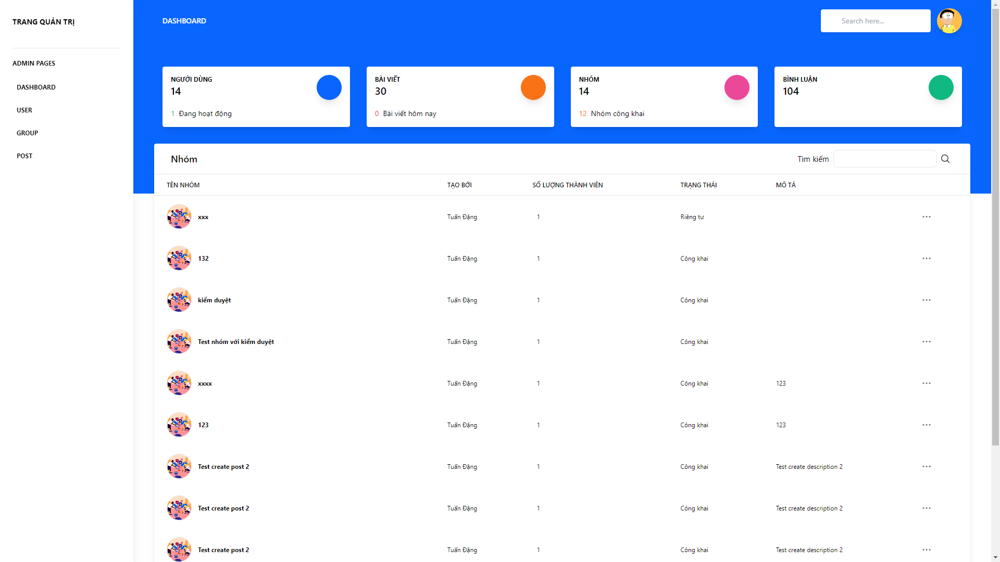 TRANG QUẢN TRỊ
ADMIN PAGES
DASHBOARD
USER
GROUP
POST
DASHBOARD
Search here...
NGƯỜI DÙNG
14
1 Đang hoạt động
BÀI VIẾT
30
0 Bài viết hôm nay
NHÓM
14
12 Nhóm công khai
BÌNH LUẬN
104
Nhóm
Tìm kiếm
TÊN NHÓM TẠO BỞI SỐ LƯỢNG THÀNH VIÊN TRẠNG THÁI MÔ TẢ
xxx Tuấn Đặng 1 Riêng tư
132 Tuấn Đặng 1 Công khai
kiểm duyệt Tuấn Đặng 1 Công khai
Test nhóm với kiểm duyệt Tuấn Đặng 1 Công khai
xxxx Tuấn Đặng 1 Công khai 123
123 Tuấn Đặng 1 Công khai 123
Test create post 2 Tuấn Đặng 1 Công khai Test create description 2
Test create post 2 Tuấn Đặng 1 Công khai Test create description 2
Test create post 2 Tuấn Đặng 1 Công khai Test create description 2